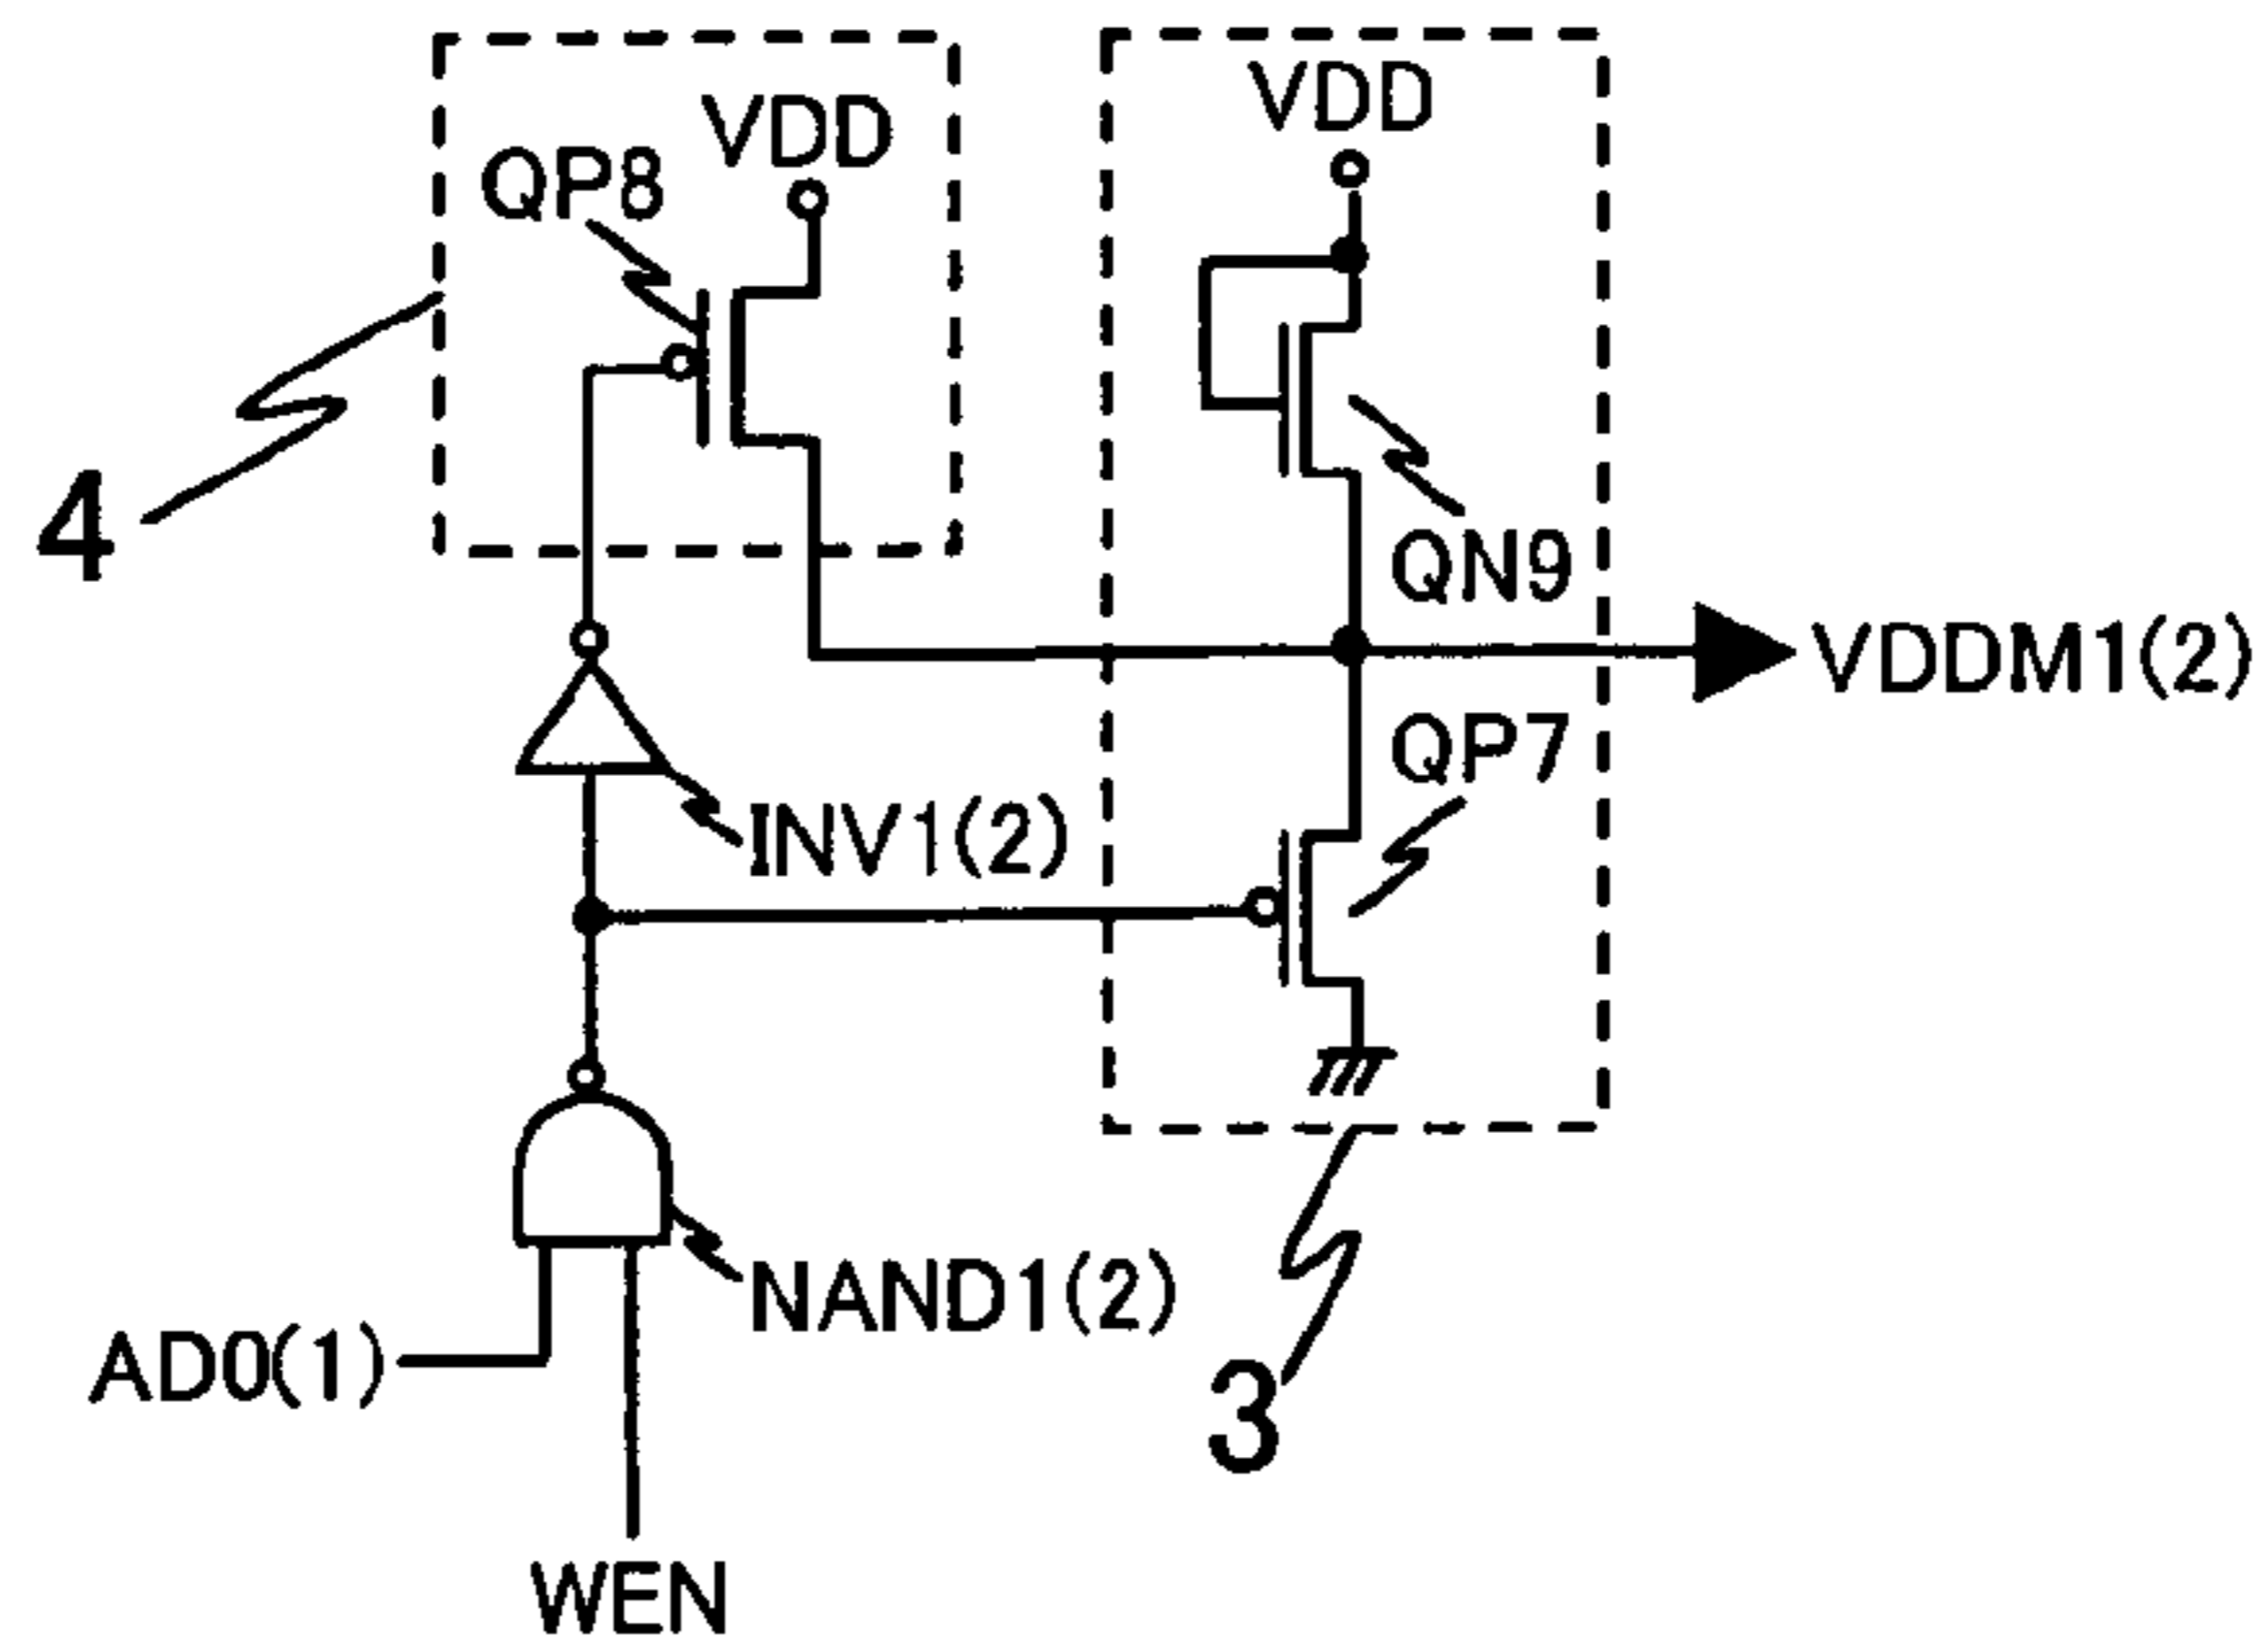 VDD
VDD
QP8
4
QN9
VDDM1(2)
QP7
INV1(2)
NAND1(2)
AD0(1)
3
WEN